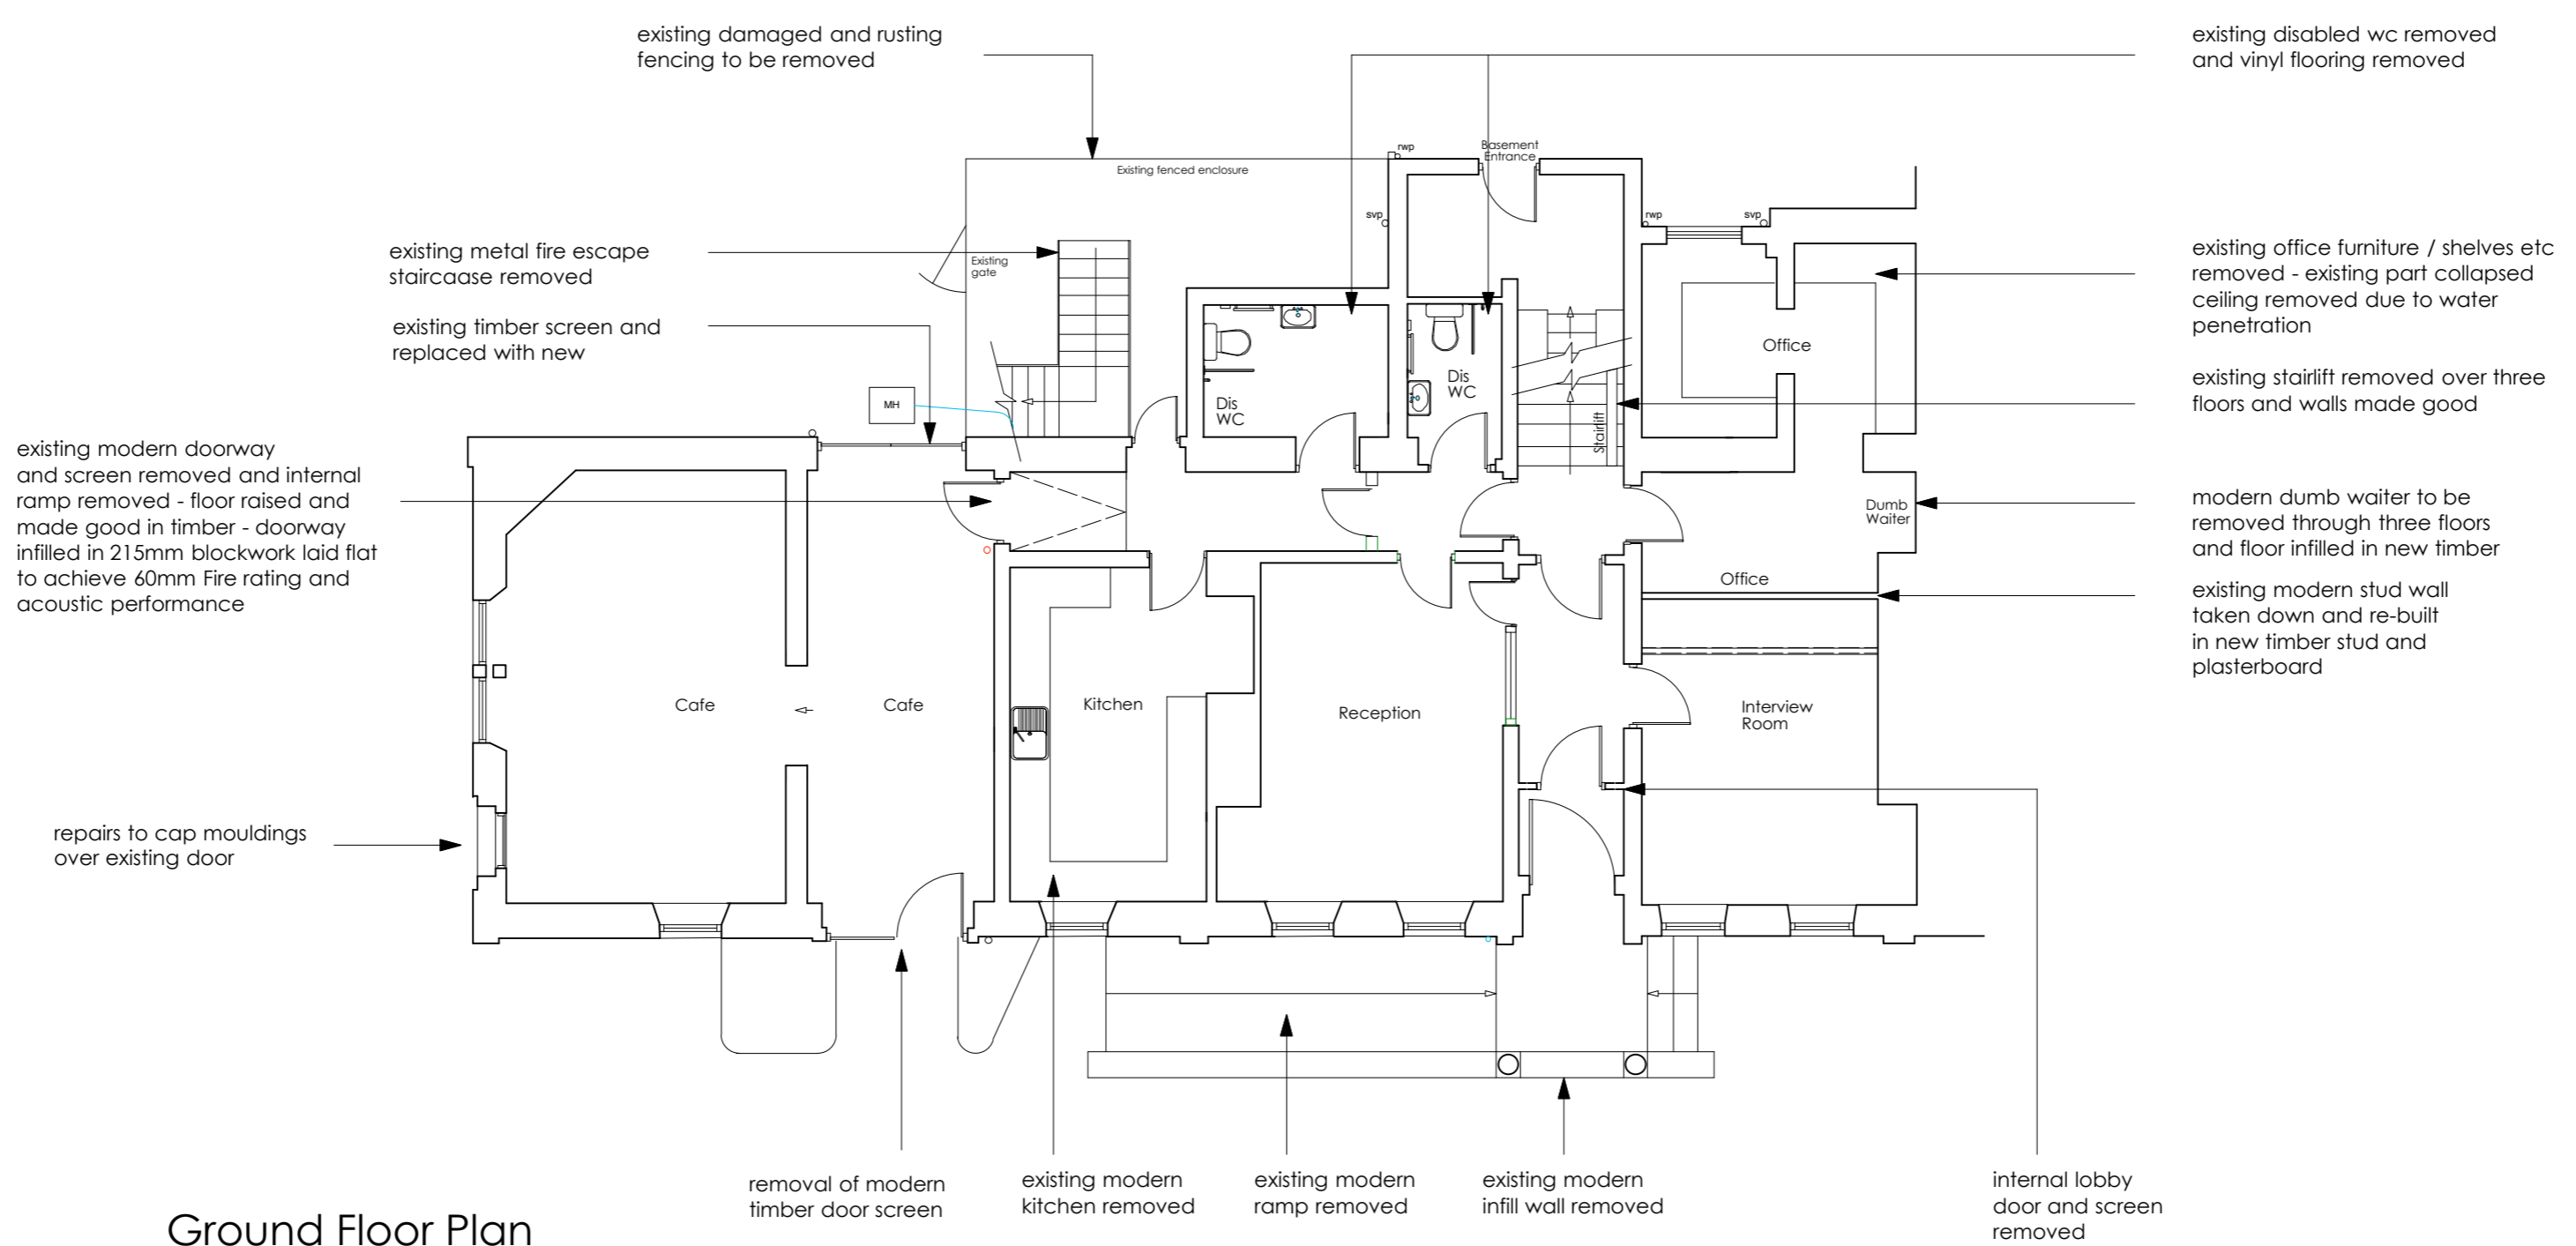 existing damaged and rusting
fencing to be removed
existing disabled wc removed
and vinyl flooring removed
rwp
Basement
Entrance
Existing fenced enclosure
svp
rwp
svp
existing metal fire escape
staircaase removed
Existing
gate
existing office furniture / shelves etc
removed - existing part collapsed
ceiling removed due to water
penetration
existing timber screen and
replaced with new
Office
existing stairlift removed over three
floors and walls made good
MH
Dis
WC
Dis
WC
Stairlift
existing modern doorway
and screen removed and internal
ramp removed - floor raised and
made good in timber - doorway
infilled in 215mm blockwork laid flat
to achieve 60mm Fire rating and
acoustic performance
Dumb
Waiter
modern dumb waiter to be
removed through three floors
and floor infilled in new timber
Office
existing modern stud wall
taken down and re-built
in new timber stud and
plasterboard
Cafe
Cafe
Kitchen
Reception
Interview
Room
repairs to cap mouldings
over existing door
removal of modern
timber door screen
existing modern
kitchen removed
existing modern
ramp removed
existing modern
infill wall removed
internal lobby
door and screen
removed
Ground Floor Plan